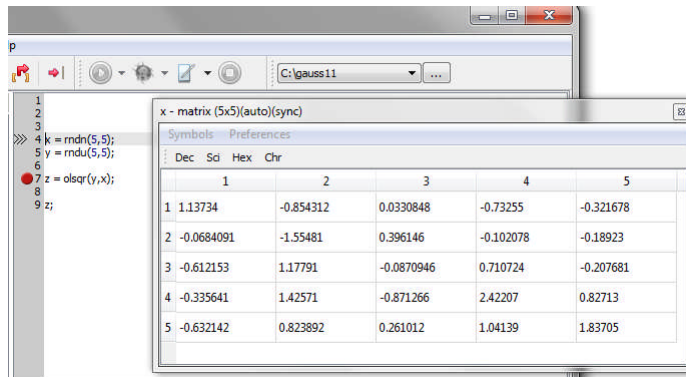 p
C:\gauss11
...
1
2
3
4 x = rndn(5,5);
5 y = rndu(5,5);
6
7 z = olsqr(y,x);
8
9 z;
x - matrix (5x5)(auto)(sync)
Symbols Preferences
Dec Sci Hex Chr
1 2 3 4 5
1 1.13734 -0.854312 0.0330848 -0.73255 -0.321678
2 -0.0684091 -1.55481 0.396146 -0.102078 -0.18923
3 -0.612153 1.17791 -0.0870946 0.710724 -0.207681
4 -0.335641 1.42571 -0.871266 2.42207 0.82713
5 -0.632142 0.823892 0.261012 1.04139 1.83705